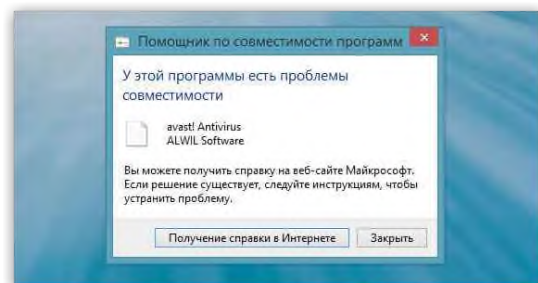 Помощник по совместимости программ
У этой программы есть проблемы
совместимости
avast! Antivirus
ALWIL Software
Вы можете получить справку на веб-сайте Майкрософт.
Если решение существует, следуйте инструкциям, чтобы
устранить проблему.
Получение справки в Интернете
Закрыть